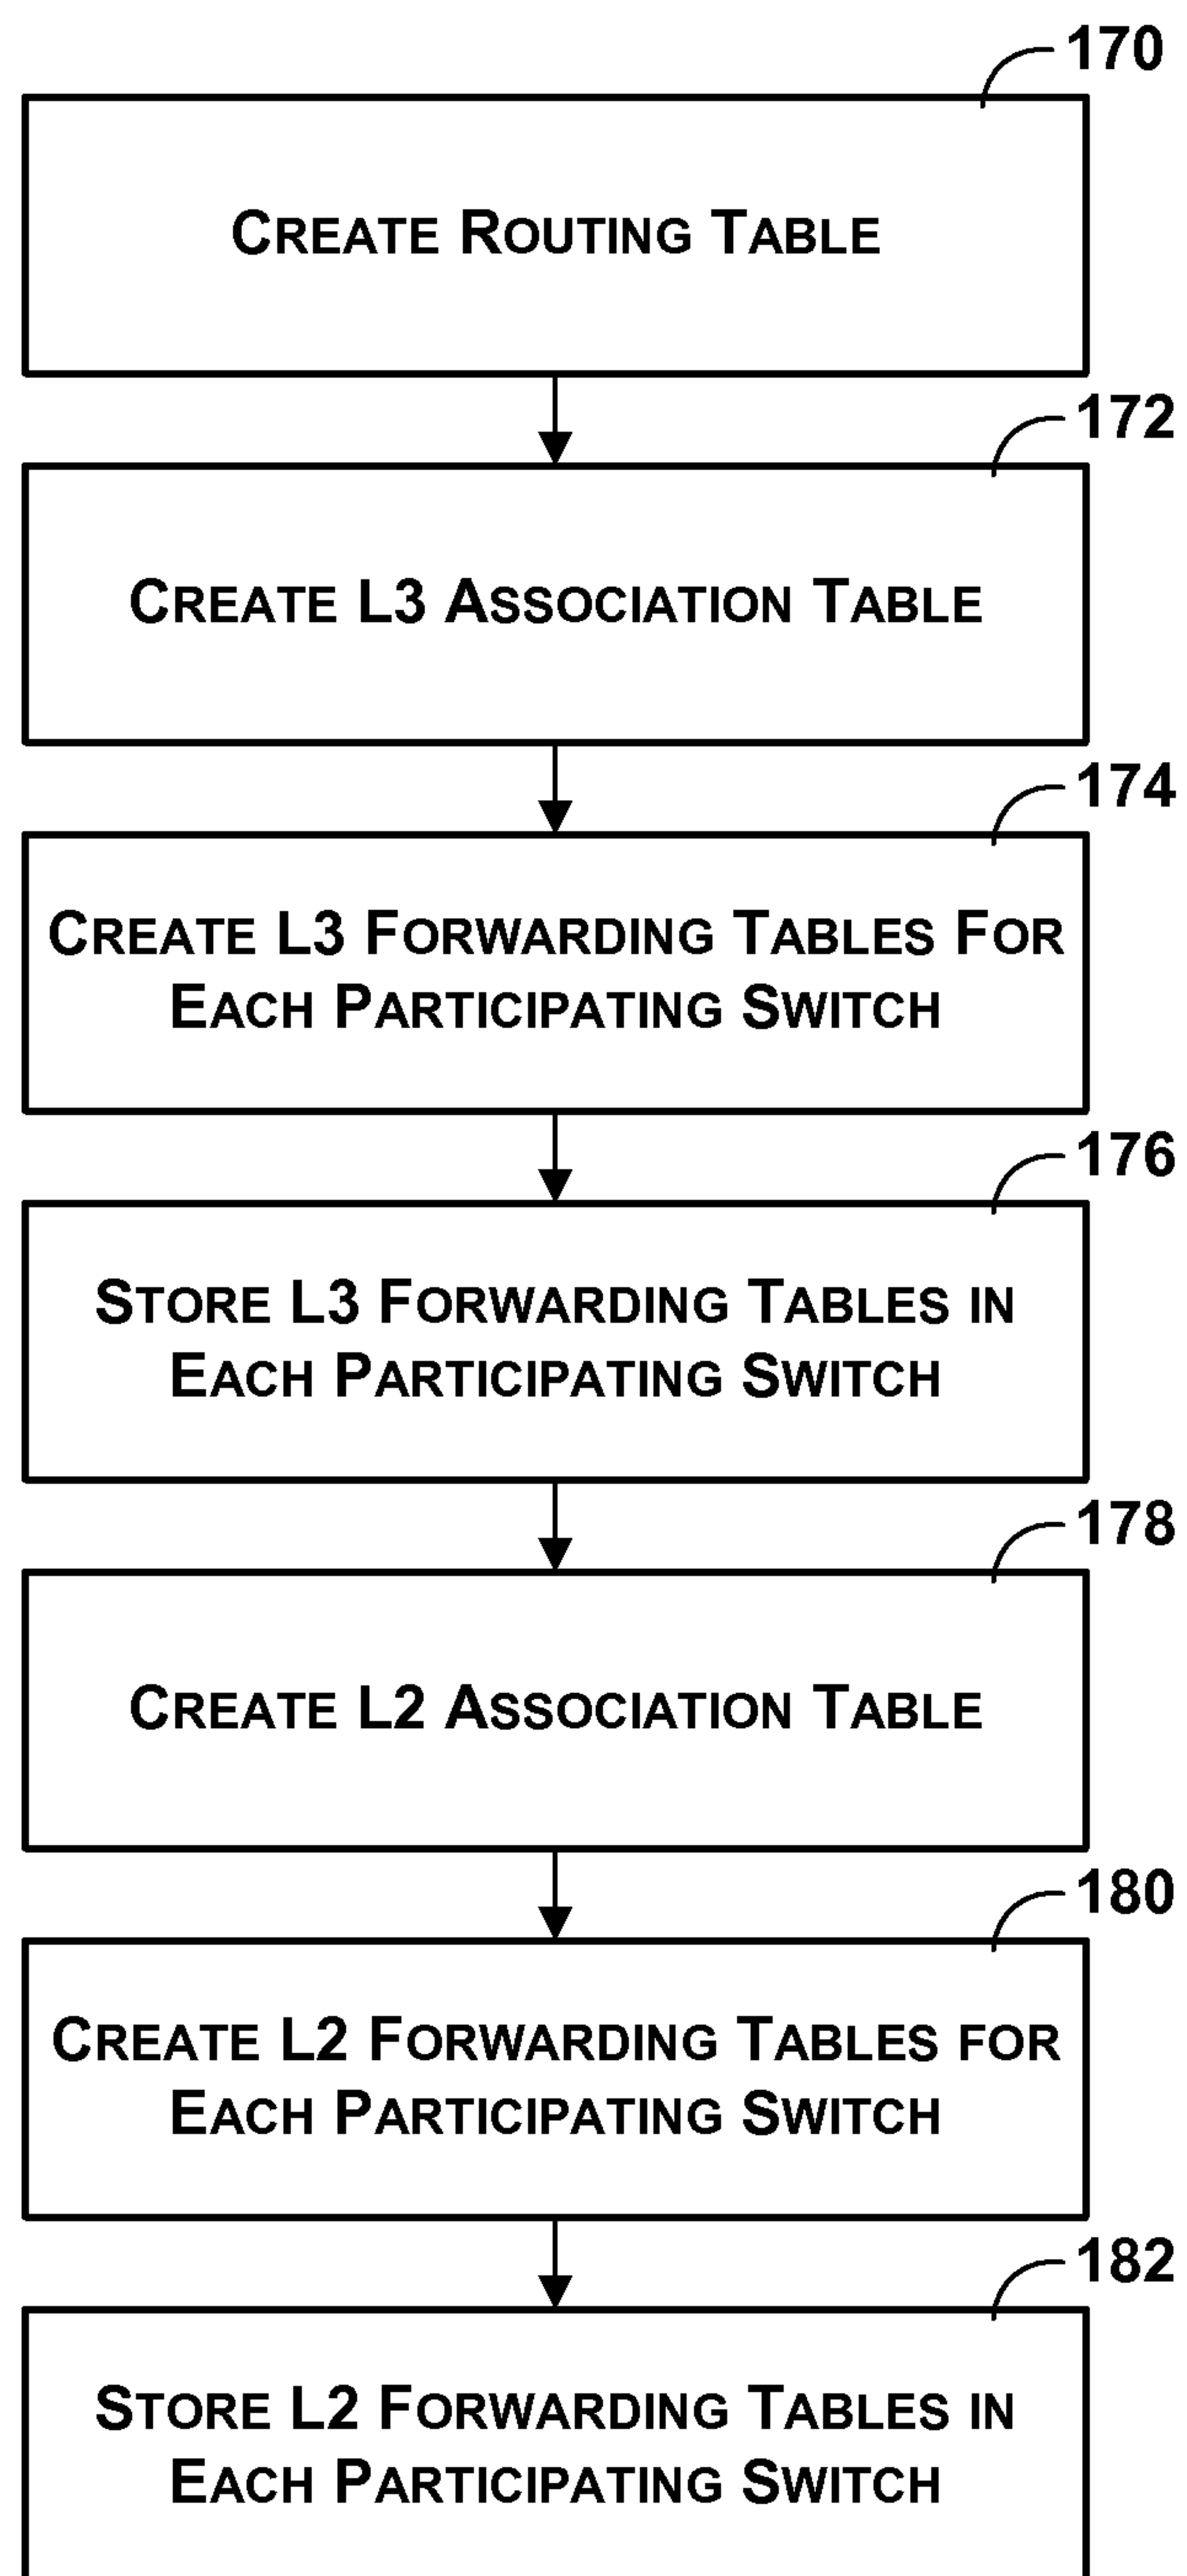 170
CREATE ROUTING TABLE
172
CREATE L3 ASSOCIATION TABLE
174
CREATE L3 FORWARDING TABLES FOR
EACH PARTICIPATING SWITCH
176
STORE L3 FORWARDING TABLES IN
EACH PARTICIPATING SWITCH
178
CREATE L2 ASSOCIATION TABLE
180
CREATE L2 FORWARDING TABLES FOR
EACH PARTICIPATING SWITCH
182
STORE L2 FORWARDING TABLES IN
EACH PARTICIPATING SWITCH